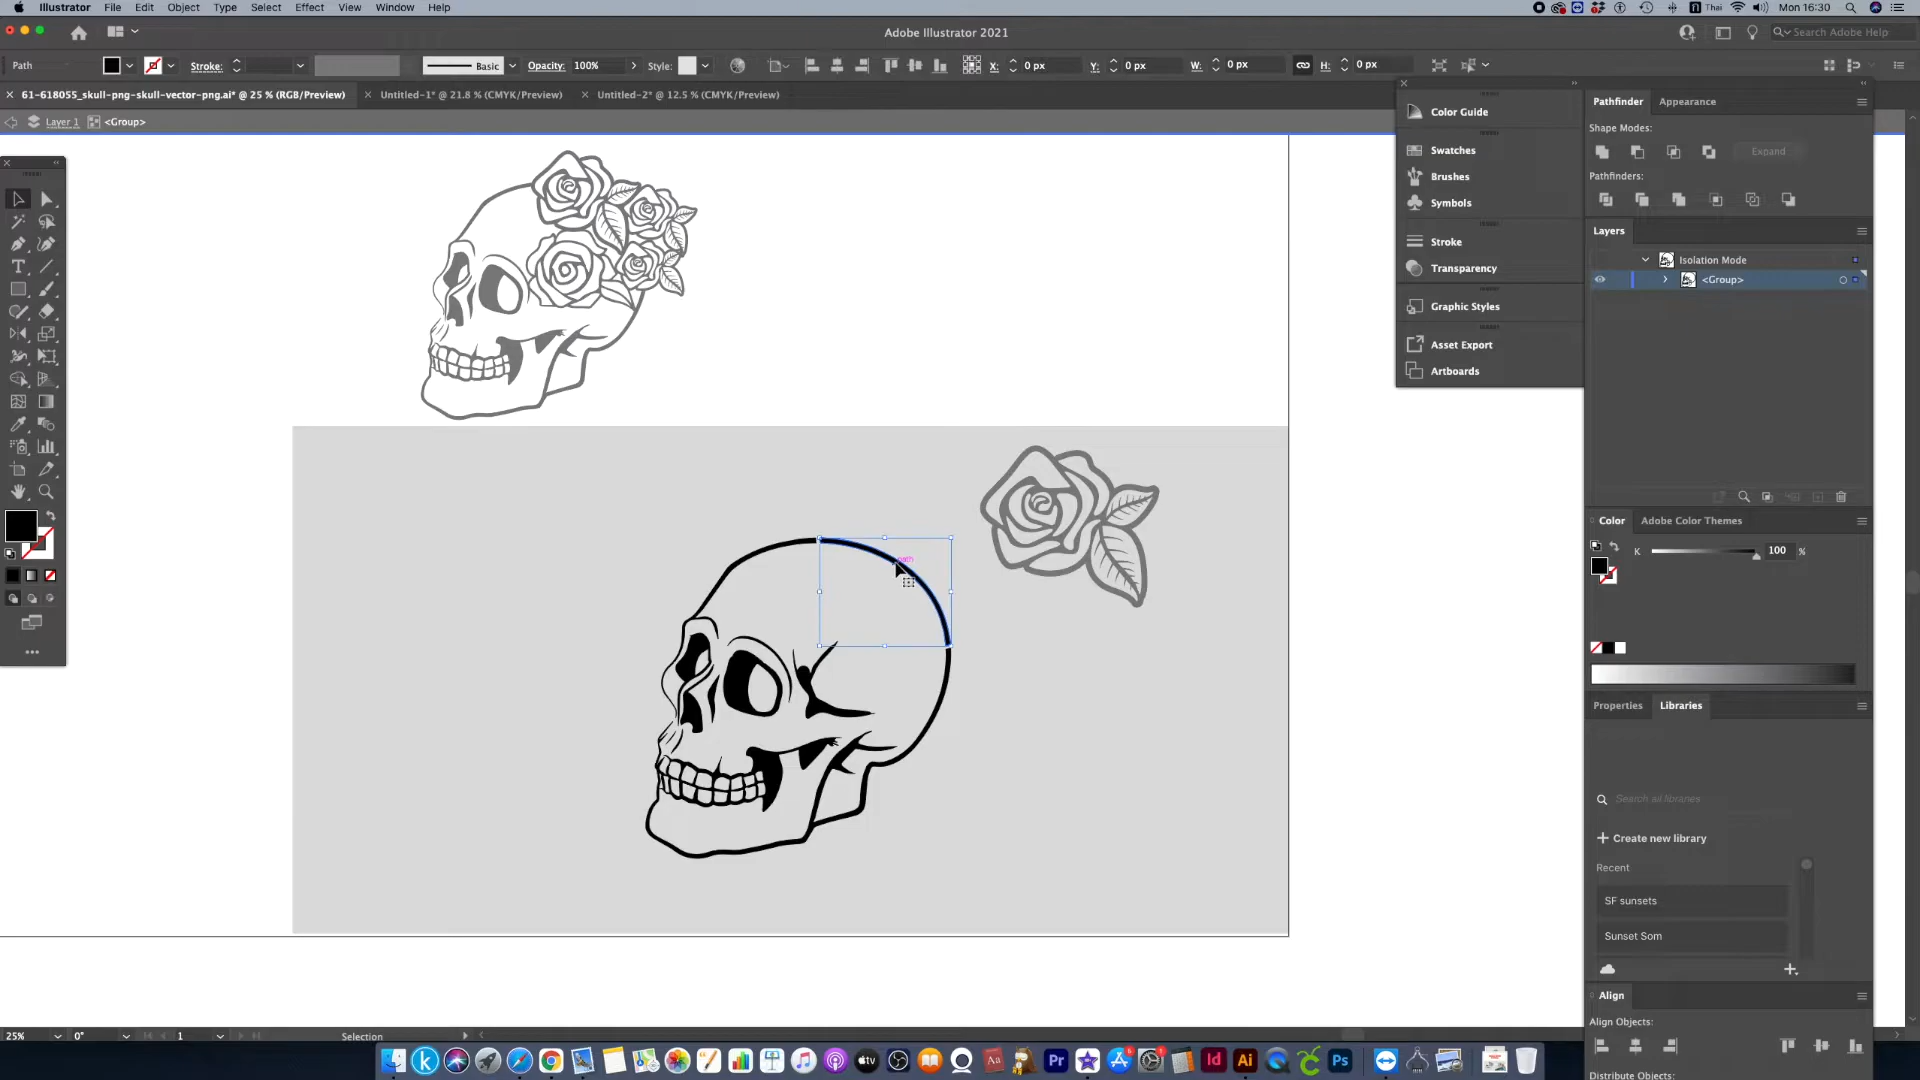 Illustrator File Edit Object Type Select Effect View Window Help
Thai Mon 16:30
Adobe Illustrator 2021
Search Adobe Help
Path Stroke: Basic Opacity: 100% Style: X: 0 px Y: 0 px W: 0 px H: 0 px
61-618055_skull-png-skull-vector-png.ai* @ 25 % (RGB/Preview) Untitled-1* @ 21.8 % (CMYK/Preview) Untitled-2* @ 12.5 % (CMYK/Preview)
Layer 1 <Group>
Color Guide
Swatches
Brushes
Symbols
Stroke
Transparency
Graphic Styles
Asset Export
Artboards
Pathfinder Appearance
Shape Modes:
Expand
Pathfinders:
Layers
Isolation Mode
<Group>
path
Color Adobe Color Themes
K 100 %
Properties Libraries
Search all libraries
Create new library
Recent
SF sunsets
Sunset Som
Align
Align Objects:
Distribute Objects:
25% 0° 1 Selection